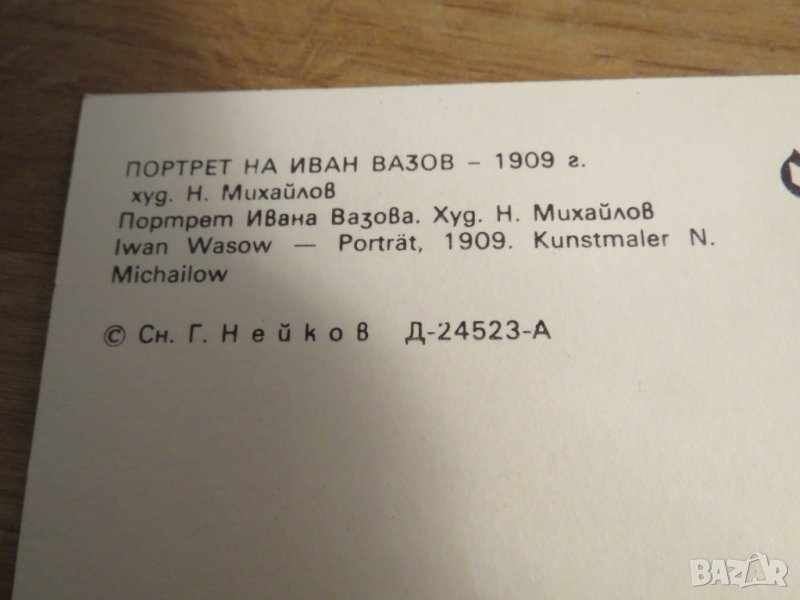 ПОРТРЕТ НА ИВАН ВАЗОВ – 1909 г.
худ. Н. Михайлов
Портрет Ивана Вазова. Худ. Н. Михайлов
Iwan Wasow — Porträt, 1909. Kunstmaler N.
Michailow
© Сн. Г. Нейков Д-24523-А
BAZAR